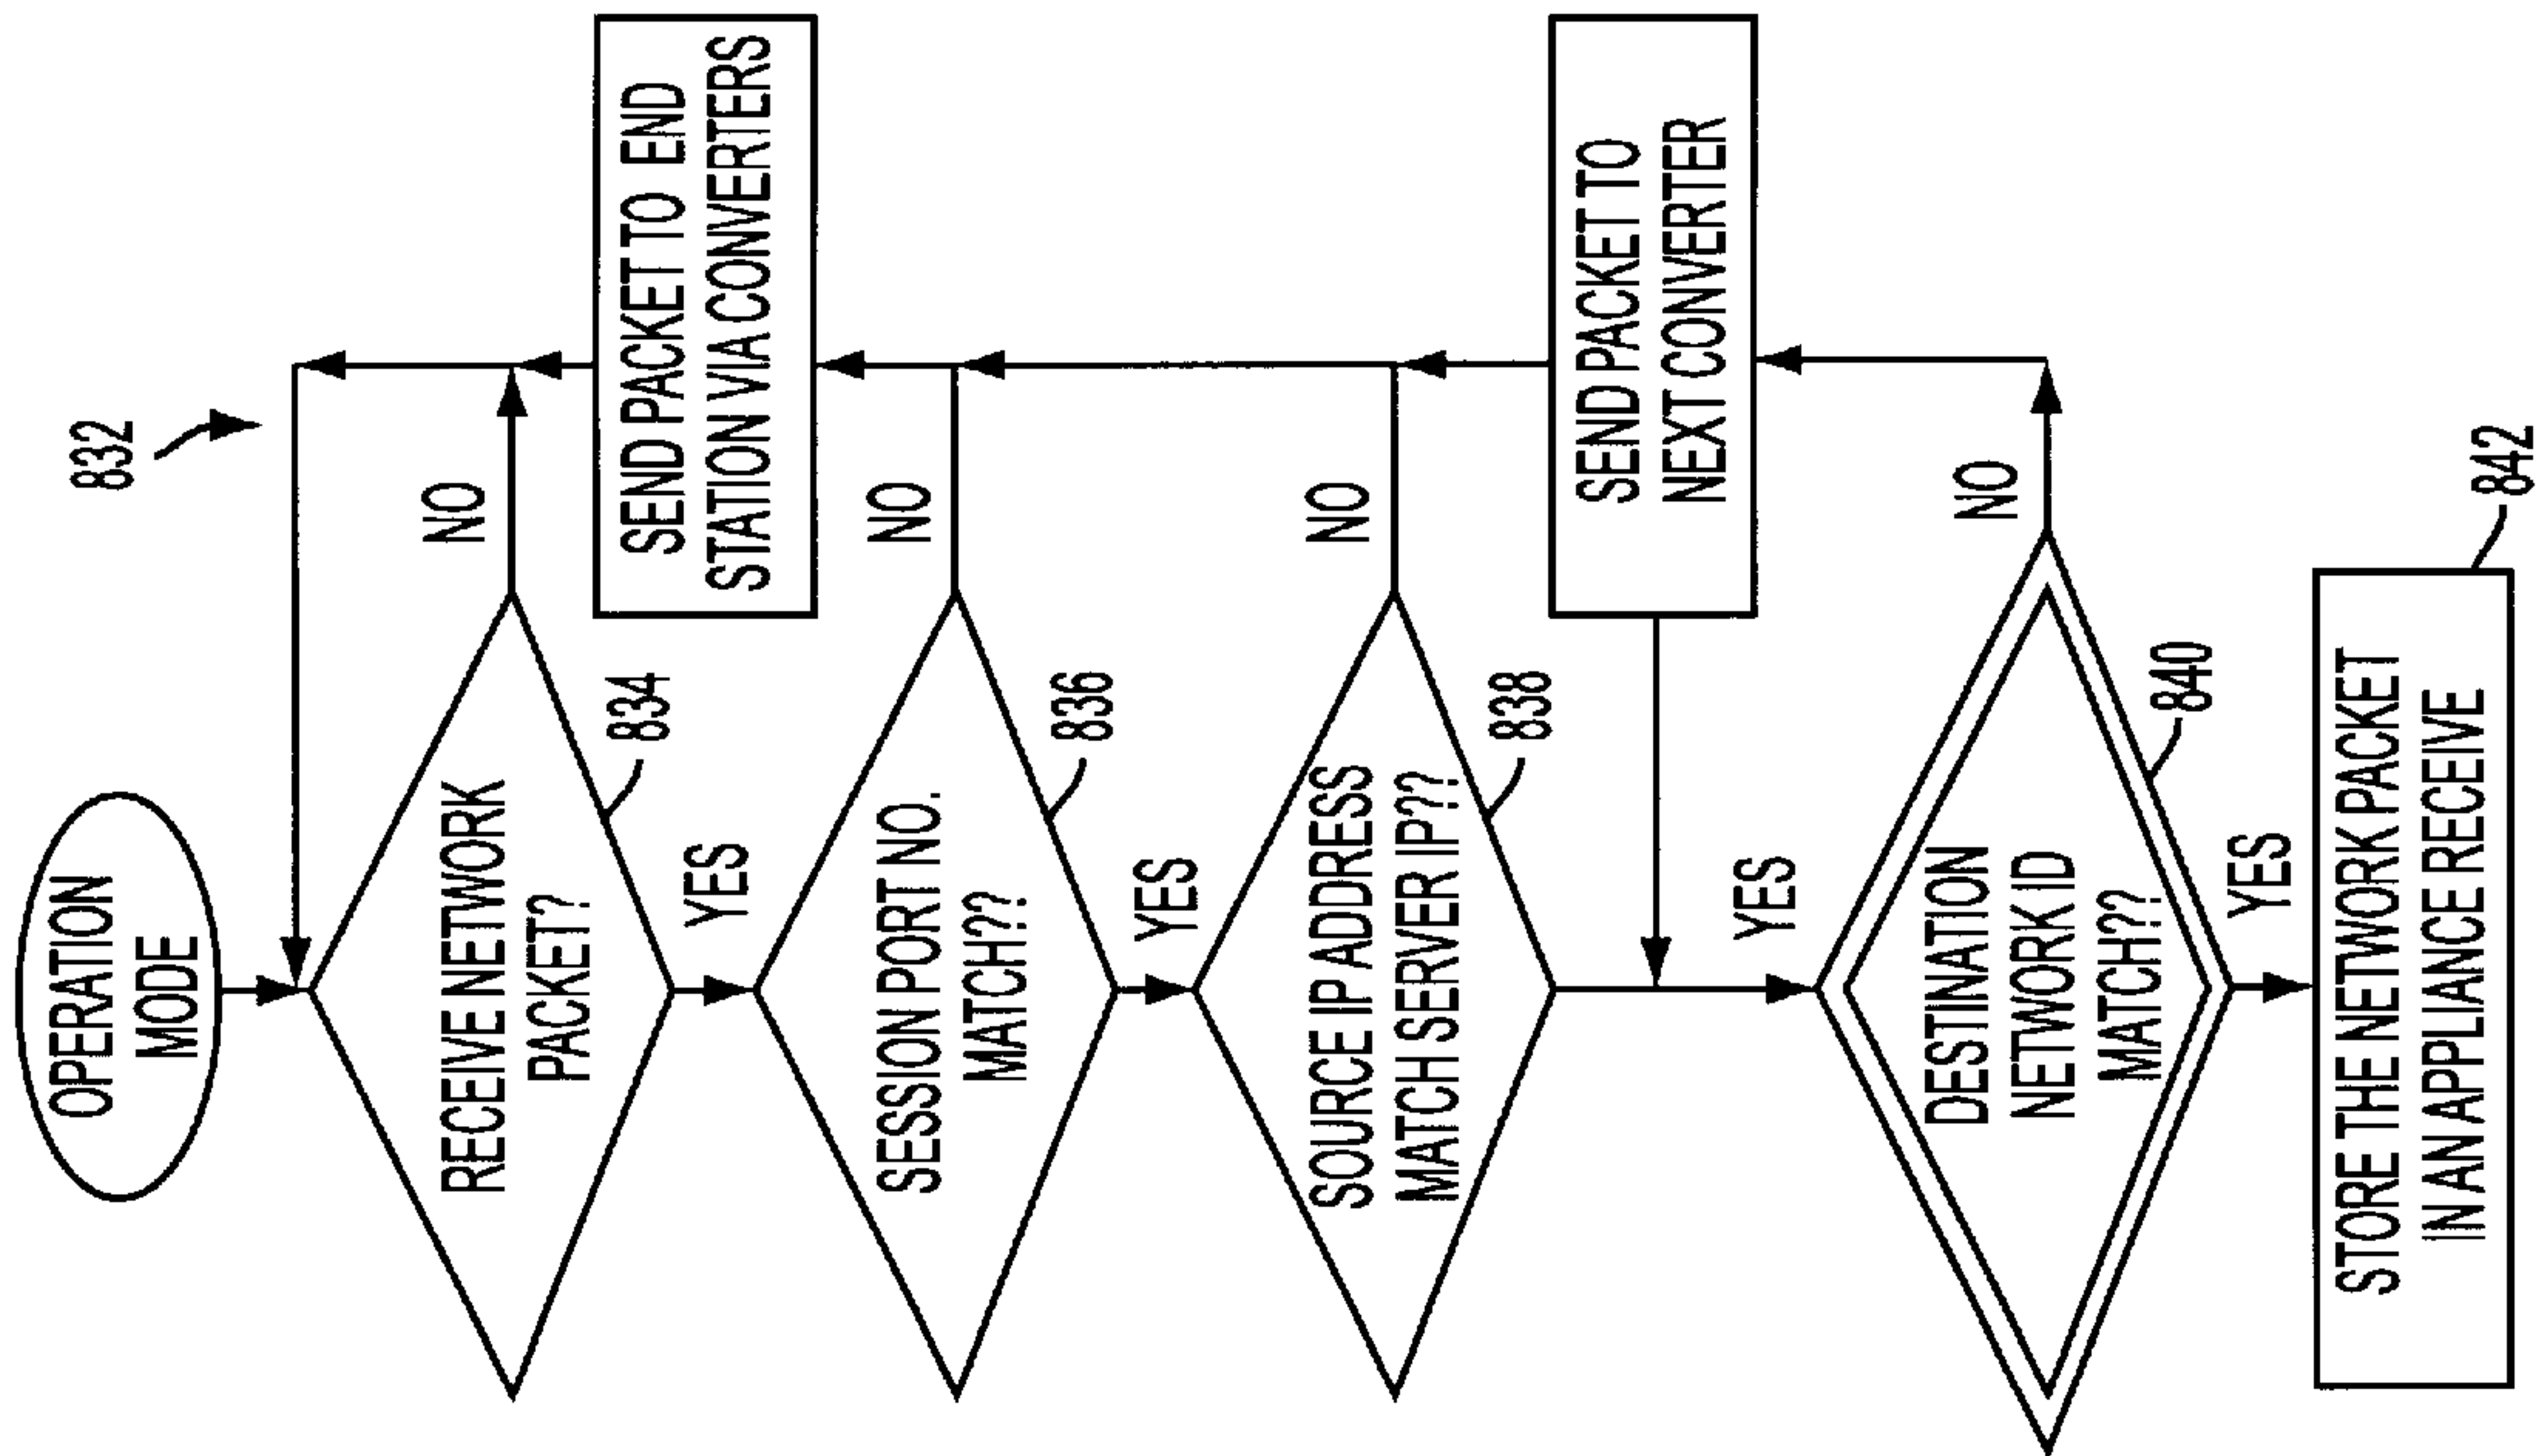 832
OPERATION
MODE
RECEIVE NETWORK
PACKET?
834
NO
YES
SEND PACKET TO END
STATION VIA CONVERTERS
SESSION PORT NO.
MATCH??
836
NO
YES
SOURCE IP ADDRESS
MATCH SERVER IP??
838
NO
YES
SEND PACKET TO
NEXT CONVERTER
DESTINATION
NETWORK ID
MATCH??
840
NO
YES
STORE THE NETWORK PACKET
IN AN APPLIANCE RECEIVE
842